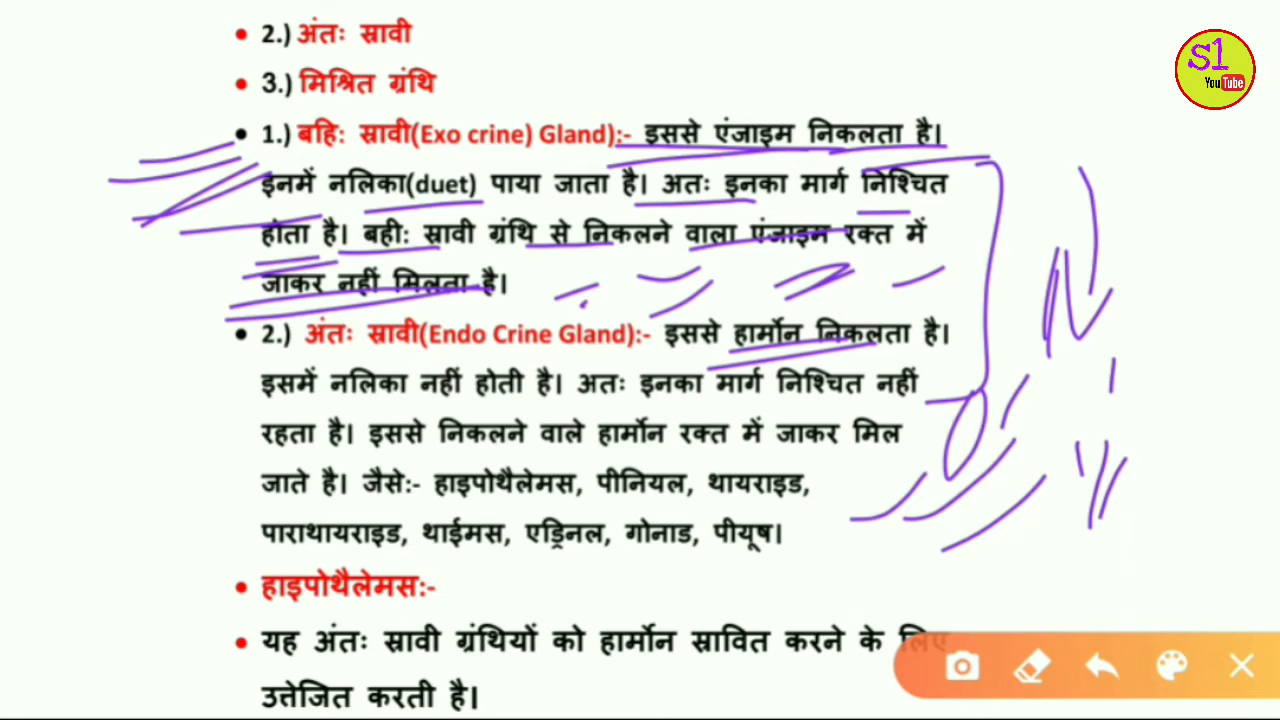 2.) अंतः स्रावी
3.) मिश्रित ग्रंथि
1.) बहिः स्रावी(Exo crine) Gland):- इससे एंजाइम निकलता है।
इनमें नलिका(duet) पाया जाता है। अतः इनका मार्ग निश्चित
होता है। बहीः स्रावी ग्रंथि से निकलने वाला एंजाइम रक्त में
जाकर नहीं मिलता है।
2.) अंतः स्रावी(Endo Crine Gland):- इससे हार्मोन निकलता है।
इसमें नलिका नहीं होती है। अतः इनका मार्ग निश्चित नहीं
रहता है। इससे निकलने वाले हार्मोन रक्त में जाकर मिल
जाते है। जैसेः- हाइपोथैलेमस, पीनियल, थायराइड,
पाराथायराइड, थाईमस, एड्रिनल, गोनाड, पीयूष।
हाइपोथैलेमसः-
यह अंतः स्रावी ग्रंथियों को हार्मोन स्रावित करने के लिए
उत्तेजित करती है।
S1
YouTube